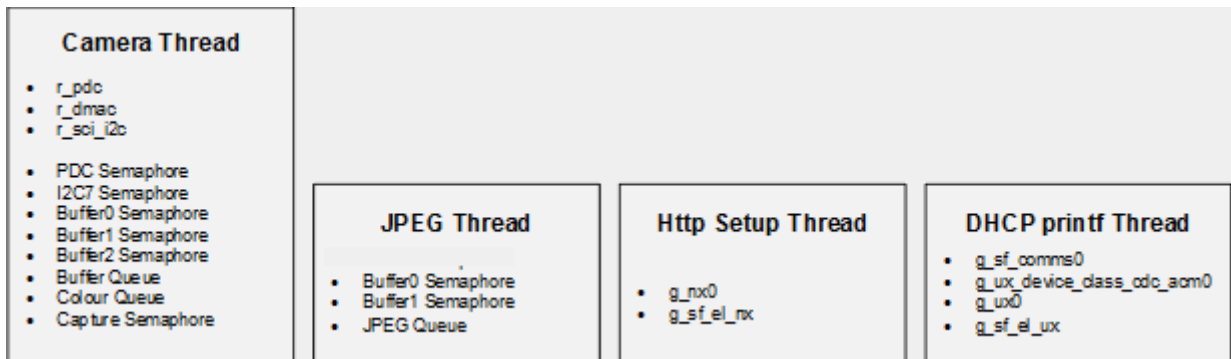 Camera Thread
• r_pdc
• r_dmac
• r_sci_i2c
• PDC Semaphore
• I2C7 Semaphore
• Buffer0 Semaphore
• Buffer1 Semaphore
• Buffer2 Semaphore
• Buffer Queue
• Colour Queue
• Capture Semaphore
JPEG Thread
• Buffer0 Semaphore
• Buffer1 Semaphore
• JPEG Queue
Http Setup Thread
• g_nx0
• g_sf_el_nx
DHCP printf Thread
• g_sf_comms0
• g_ux_device_class_cdc_acm0
• g_ux0
• g_sf_el_ux